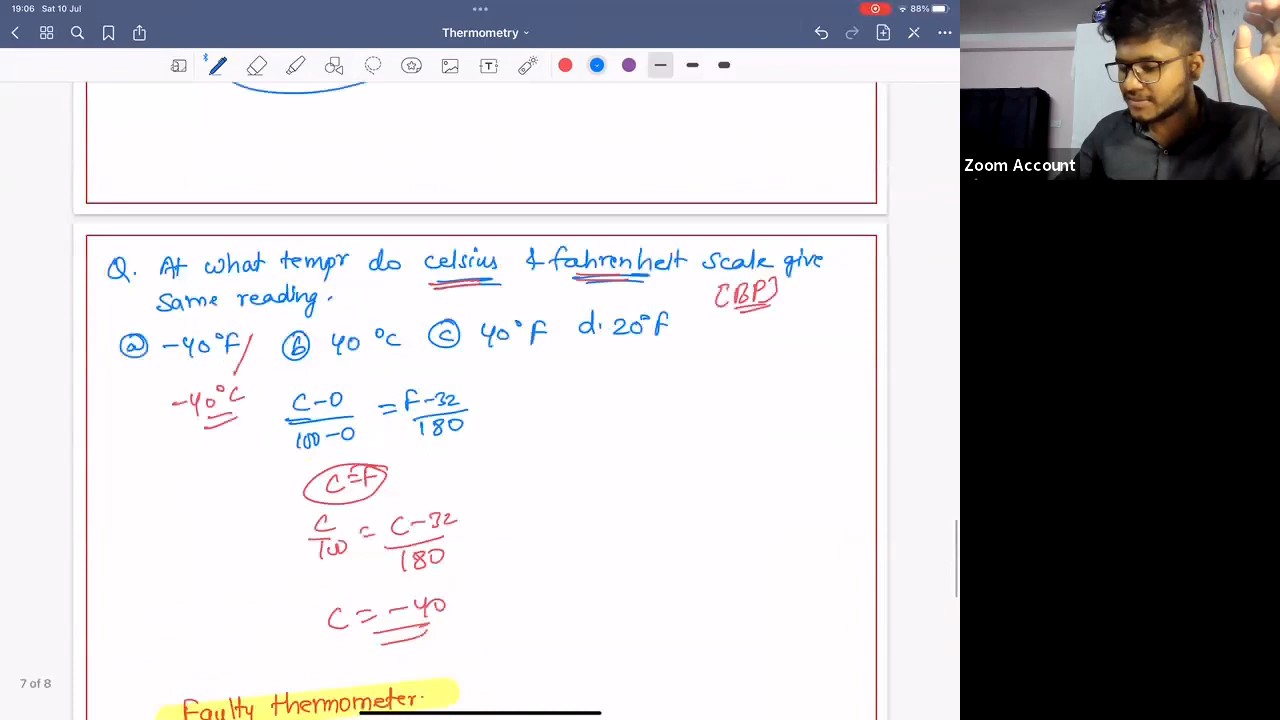 19:06 Sat 10 Jul
88%
Thermometry
Zoom Account
Q. At what tempr do celsius & fahrenheit scale give
same reading.
[BP]
ⓐ -40°F ⓑ 40 °C ⓒ 40°F d. 20°F
-40°C
C-0/100-0 = F-32/180
C=F
C/100 = C-32/180
C = -40
7 of 8
Faulty thermometer.